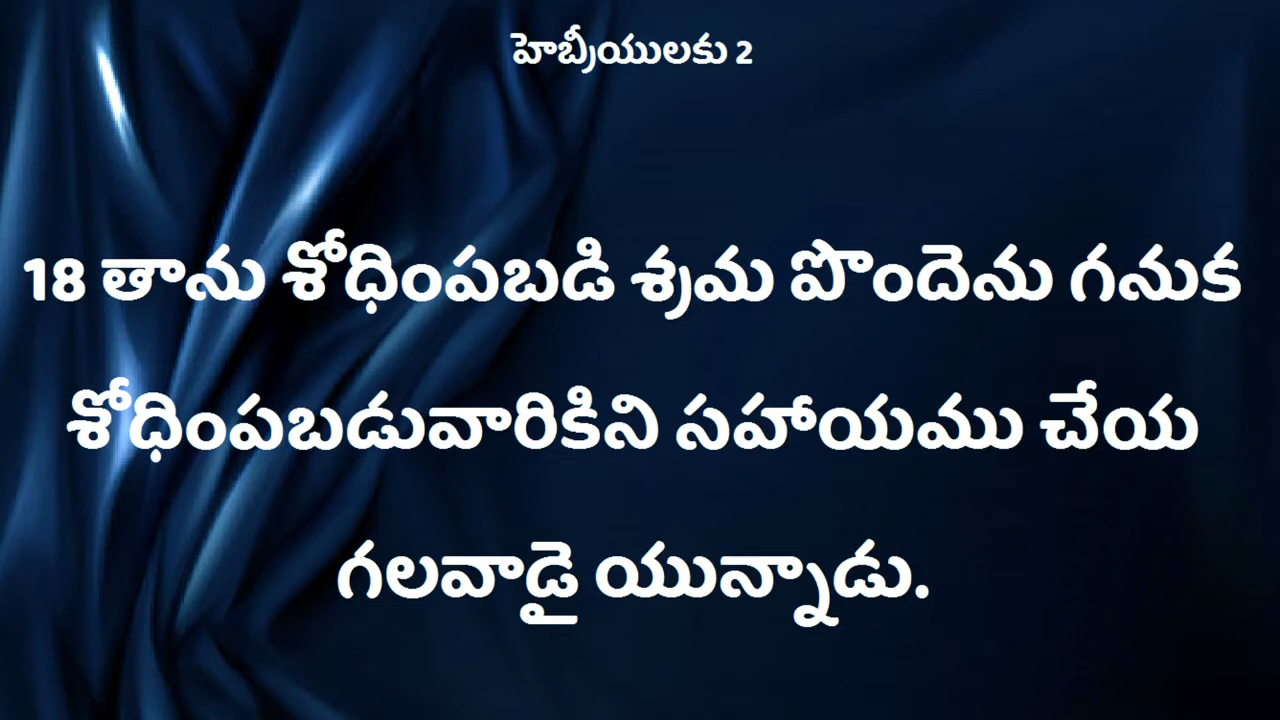 హెబ్రీయులకు 2
18 తాను శోధింపబడి శ్రమ పొందెను గనుక
శోధింపబడువారికిని సహాయము చేయ
గలవాడై యున్నాడు.